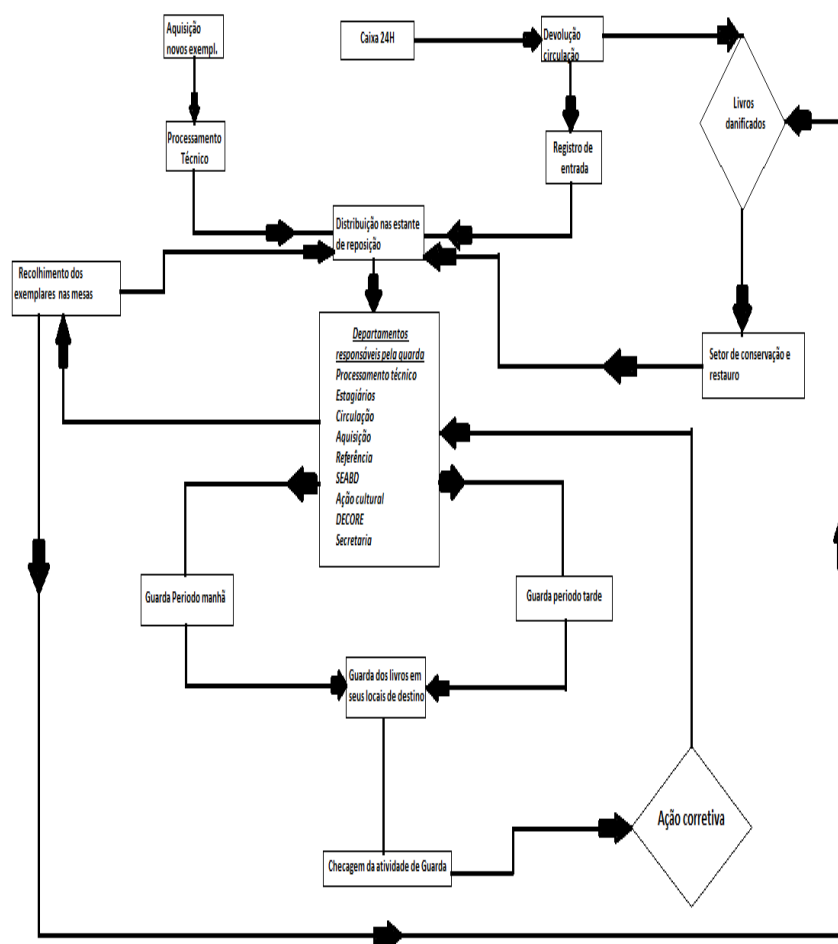 Aquisição
novos exempl.
Caixa 24H
Devolução
circulação
Livros
danificados
Processamento
Técnico
Registro de
entrada
Distribuição nas estante
de reposição
Recolhimento dos
exemplares nas mesas
Departamentos
responsáveis pela guarda
Processamento técnico
Estagiários
Circulação
Aquisição
Referência
SEABD
Ação cultural
DECORE
Secretaria
Setor de conservação e
restauro
Guarda Periodo manhã
Guarda periodo tarde
Guarda dos livros em
seus locais de destino
Ação corretiva
Checagem da atividade de Guarda